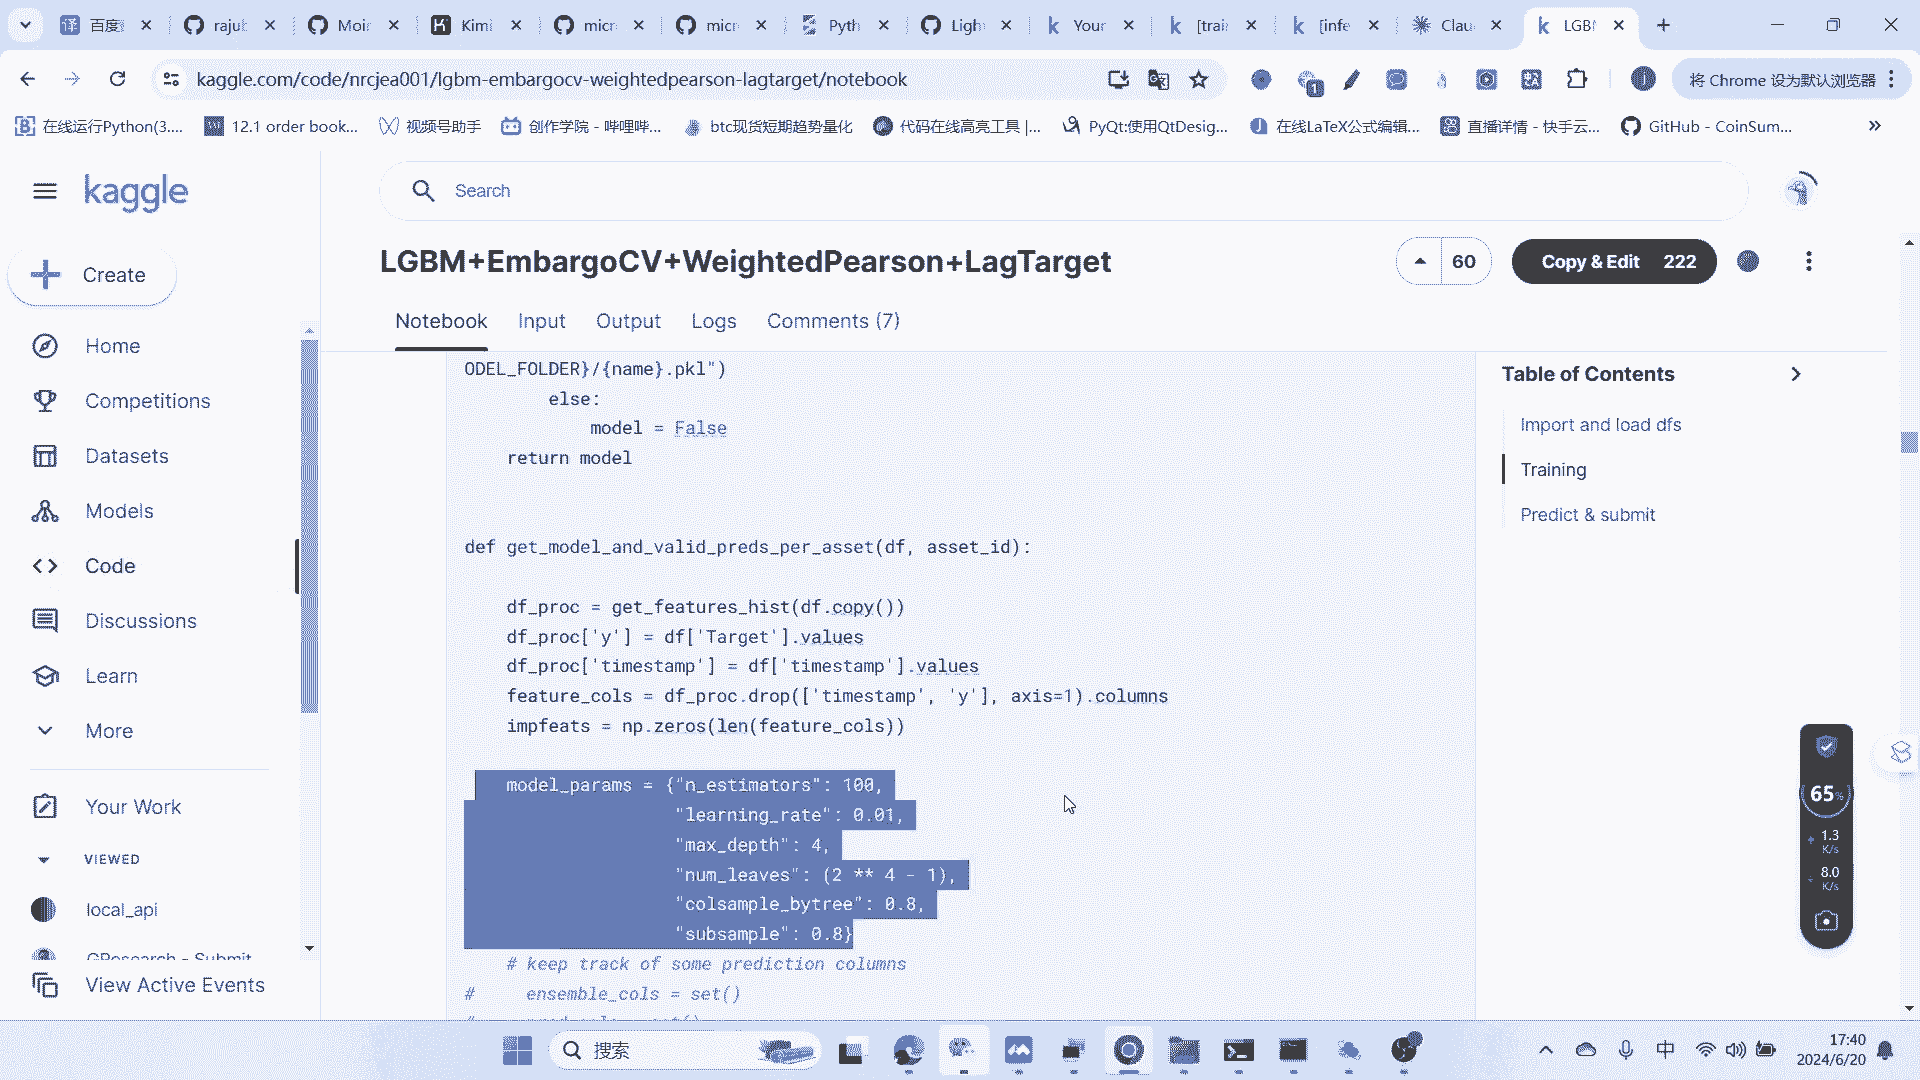 百度
rajub
Moir
Kimi
micr
micr
Pyth
Ligh
Your
[trai
[infe
Clau
LGB
kaggle.com/code/nrcjea001/lgbm-embargocv-weightedpearson-lagtarget/notebook
将 Chrome 设为默认浏览器
在线运行Python(3....
12.1 order book...
视频号助手
创作学院 - 哔哩哔...
btc现货短期趋势量化
代码在线高亮工具 |...
PyQt:使用QtDesig...
在线LaTeX公式编辑...
直播详情 - 快手云...
GitHub - CoinSum...
kaggle
Search
Create
Home
Competitions
Datasets
Models
Code
Discussions
Learn
More
Your Work
VIEWED
local_api
GResearch - Submit
View Active Events
LGBM+EmbargoCV+WeightedPearson+LagTarget
60
Copy & Edit 222
Notebook Input Output Logs Comments (7)
ODEL_FOLDER}/{name}.pkl")
else:
model = False
return model
def get_model_and_valid_preds_per_asset(df, asset_id):
df_proc = get_features_hist(df.copy())
df_proc['y'] = df['Target'].values
df_proc['timestamp'] = df['timestamp'].values
feature_cols = df_proc.drop(['timestamp', 'y'], axis=1).columns
impfeats = np.zeros(len(feature_cols))
model_params = {"n_estimators": 100,
"learning_rate": 0.01,
"max_depth": 4,
"num_leaves": (2 ** 4 - 1),
"colsample_bytree": 0.8,
"subsample": 0.8}
# keep track of some prediction columns
# ensemble_cols = set()
Table of Contents
Import and load dfs
Training
Predict & submit
65%
1.3
K/s
8.0
K/s
搜索
中
17:40
2024/6/20